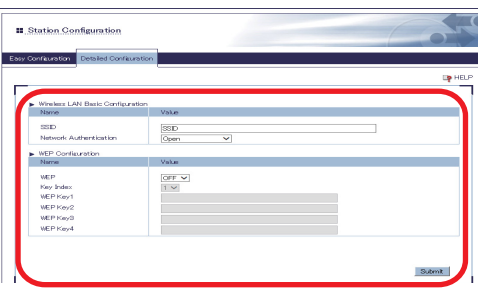 Station Configuration
Easy Configuration Detailed Configuration
HELP
Wireless LAN Basic Configuration
Name Value
SSID SSID
Network Authentication Open
WEP Configuration
Name Value
WEP OFF
Key Index 1
WEP Key1
WEP Key2
WEP Key3
WEP Key4
Submit